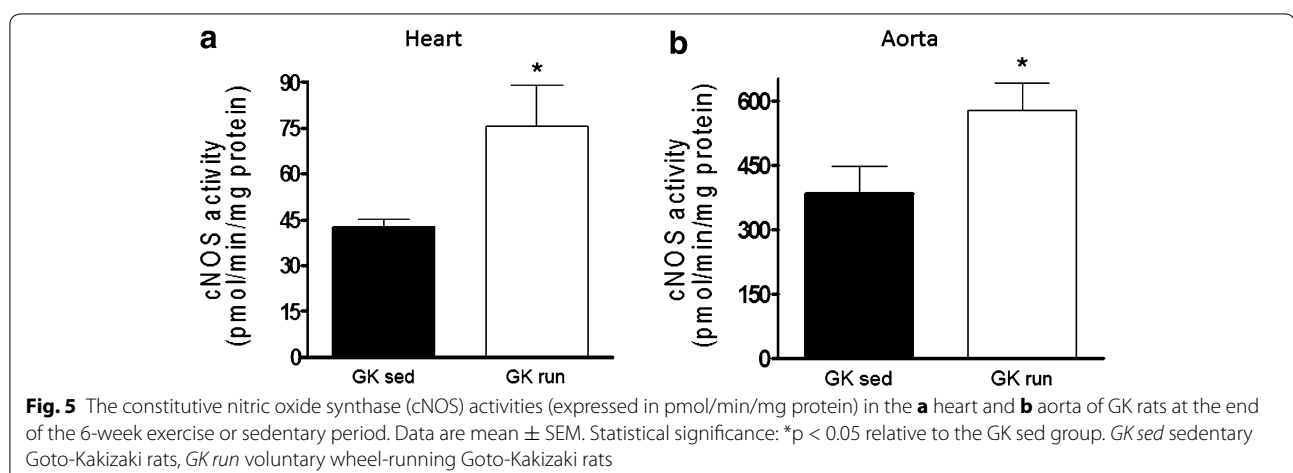 a
Heart
*
cNOS activity
(pmol/min/mg protein)
90
75
60
45
30
15
0
GK sed
GK run
b
Aorta
*
cNOS activity
(pmol/min/mg protein)
600
450
300
150
0
GK sed
GK run
Fig. 5 The constitutive nitric oxide synthase (cNOS) activities (expressed in pmol/min/mg protein) in the a heart and b aorta of GK rats at the end
of the 6-week exercise or sedentary period. Data are mean ± SEM. Statistical significance: *p < 0.05 relative to the GK sed group. GK sed sedentary
Goto-Kakizaki rats, GK run voluntary wheel-running Goto-Kakizaki rats